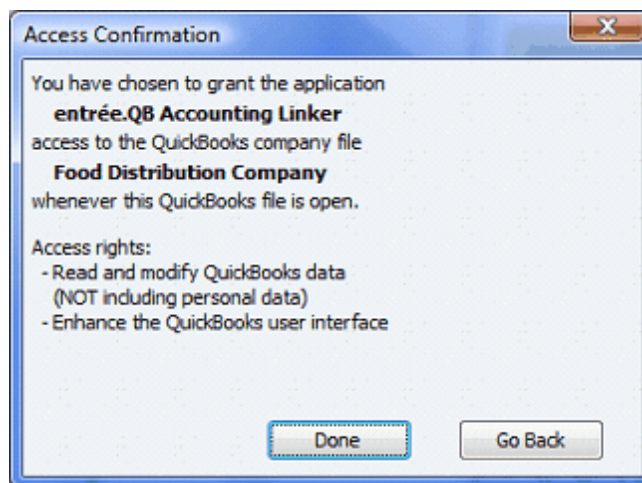 Access Confirmation
You have chosen to grant the application
entrée.QB Accounting Linker
access to the QuickBooks company file
Food Distribution Company
whenever this QuickBooks file is open.
Access rights:
- Read and modify QuickBooks data
(NOT including personal data)
- Enhance the QuickBooks user interface
Done
Go Back